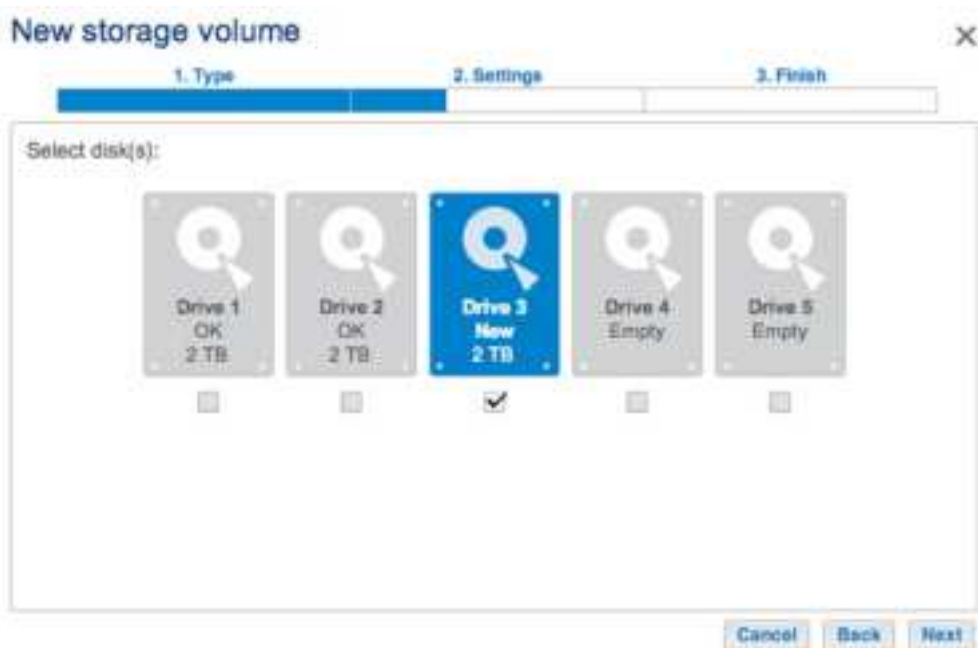 New storage volume
1. Type
2. Settings
3. Finish
Select disk(s):
Drive 1
OK
2 TB
Drive 2
OK
2 TB
Drive 3
New
2 TB
Drive 4
Empty
Drive 5
Empty
Cancel
Back
Next